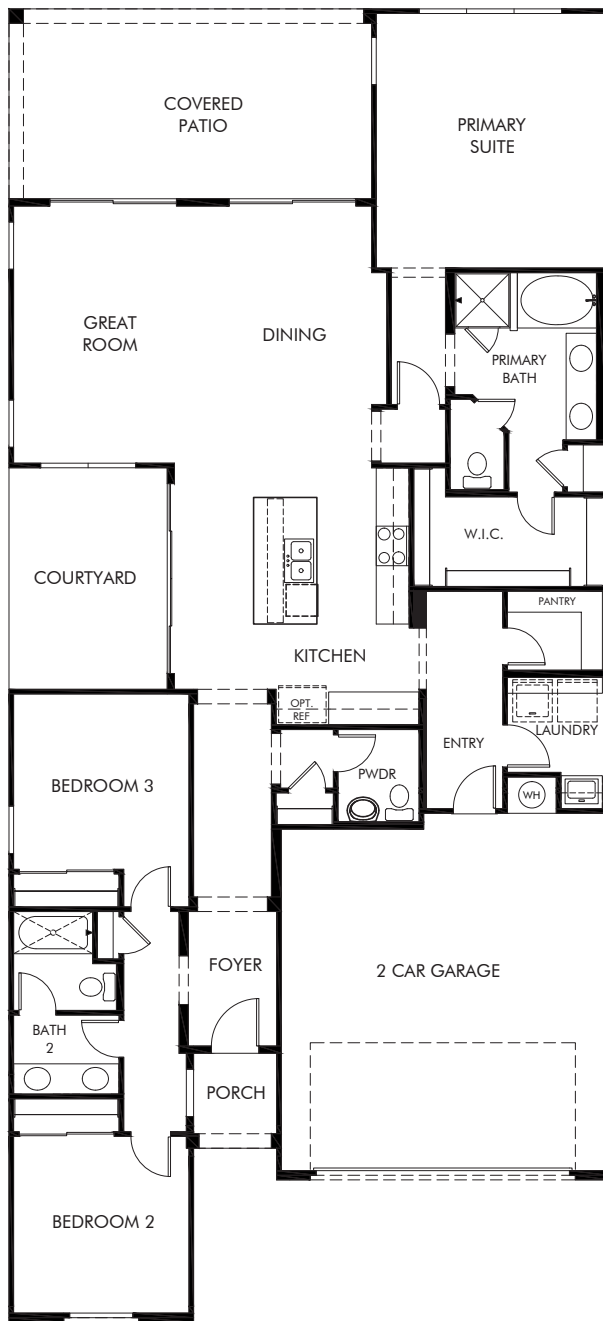 COVERED
PATIO
PRIMARY
SUITE
GREAT
ROOM
DINING
PRIMARY
BATH
W.I.C.
COURTYARD
PANTRY
KITCHEN
OPT.
REF
ENTRY
LAUNDRY
PWDR
WH
BEDROOM 3
FOYER
2 CAR GARAGE
BATH
2
PORCH
BEDROOM 2